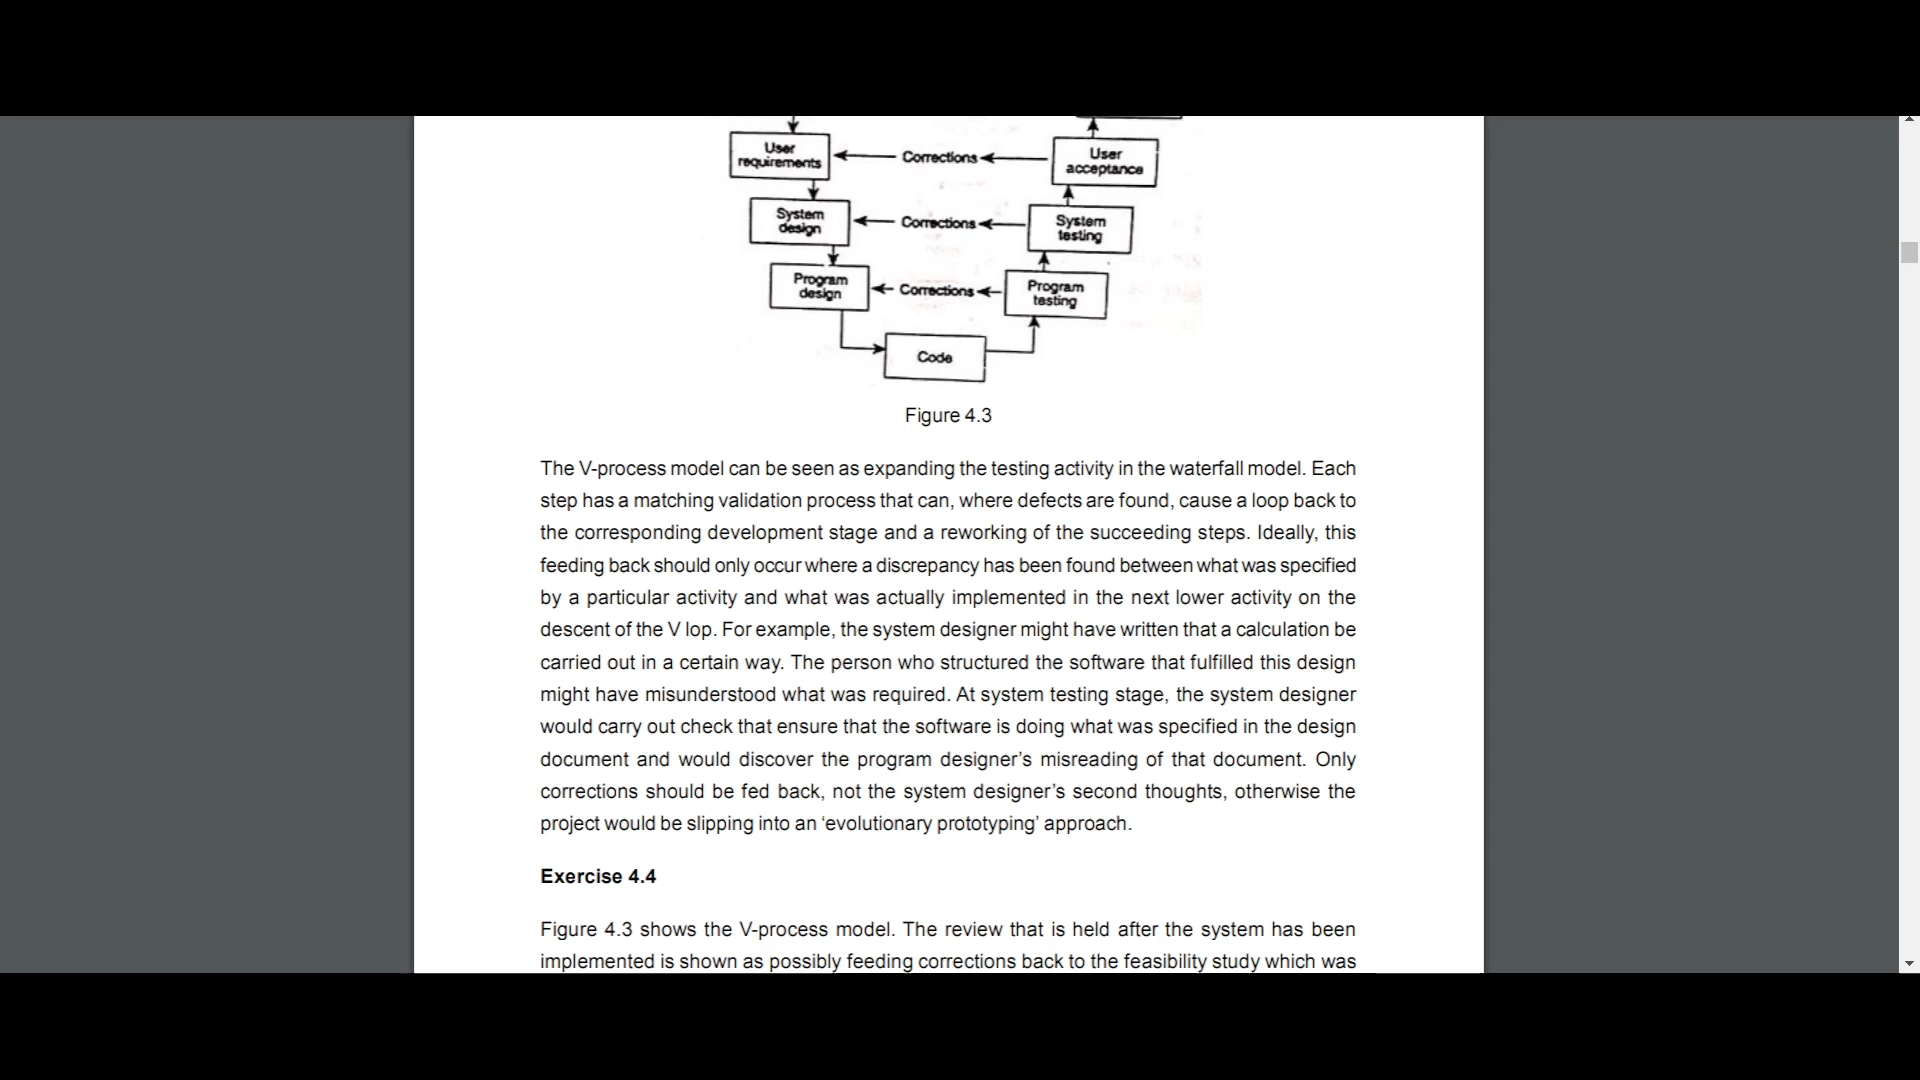 User
requirements
Corrections
User
acceptance
System
design
Corrections
System
testing
Program
design
Corrections
Program
testing
Code
Figure 4.3
The V-process model can be seen as expanding the testing activity in the waterfall model. Each
step has a matching validation process that can, where defects are found, cause a loop back to
the corresponding development stage and a reworking of the succeeding steps. Ideally, this
feeding back should only occur where a discrepancy has been found between what was specified
by a particular activity and what was actually implemented in the next lower activity on the
descent of the V lop. For example, the system designer might have written that a calculation be
carried out in a certain way. The person who structured the software that fulfilled this design
might have misunderstood what was required. At system testing stage, the system designer
would carry out check that ensure that the software is doing what was specified in the design
document and would discover the program designer’s misreading of that document. Only
corrections should be fed back, not the system designer’s second thoughts, otherwise the
project would be slipping into an ‘evolutionary prototyping’ approach.
Exercise 4.4
Figure 4.3 shows the V-process model. The review that is held after the system has been
implemented is shown as possibly feeding corrections back to the feasibility study which was